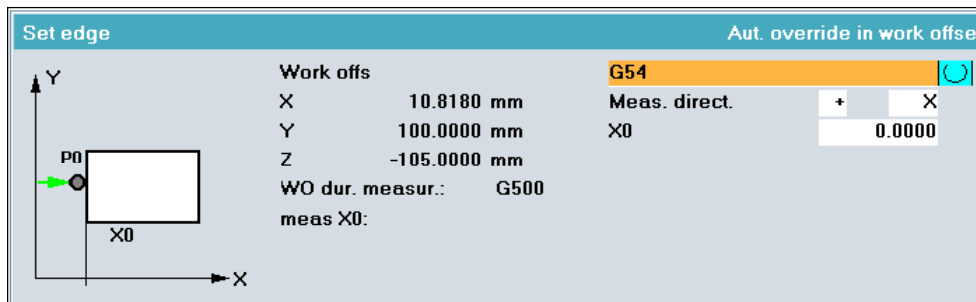 Set edge Aut. override in work offse
Y Work offs G54
X 10.8180 mm Meas. direct. + X
Y 100.0000 mm X0 0.0000
P0 Z -105.0000 mm
WO dur. measur.: G500
meas X0:
X0
X